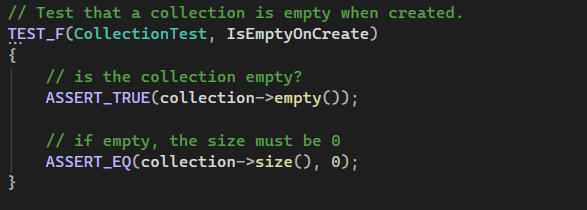 // Test that a collection is empty when created.
TEST_F(CollectionTest, IsEmptyOnCreate)
{
    // is the collection empty?
    ASSERT_TRUE(collection->empty());

    // if empty, the size must be 0
    ASSERT_EQ(collection->size(), 0);
}